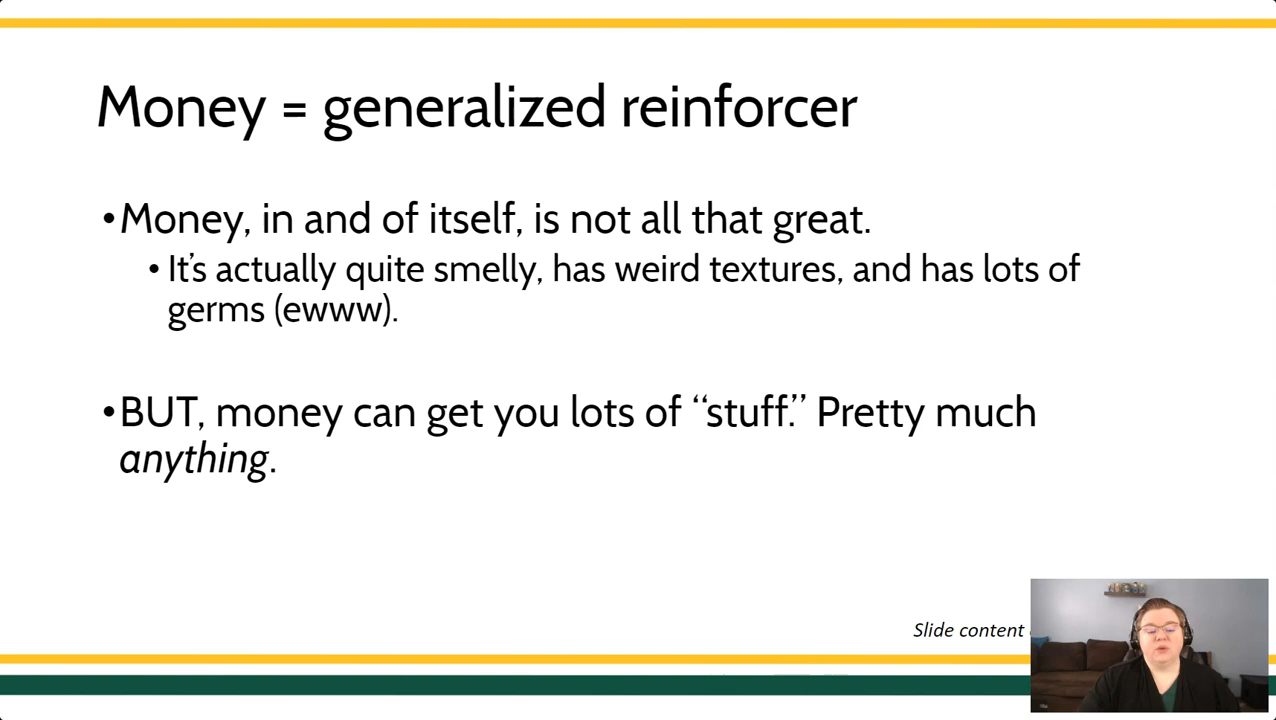 Money = generalized reinforcer
•Money, in and of itself, is not all that great.
• It's actually quite smelly, has weird textures, and has lots of
germs (ewww).
•BUT, money can get you lots of “stuff.” Pretty much
anything.
Slide content